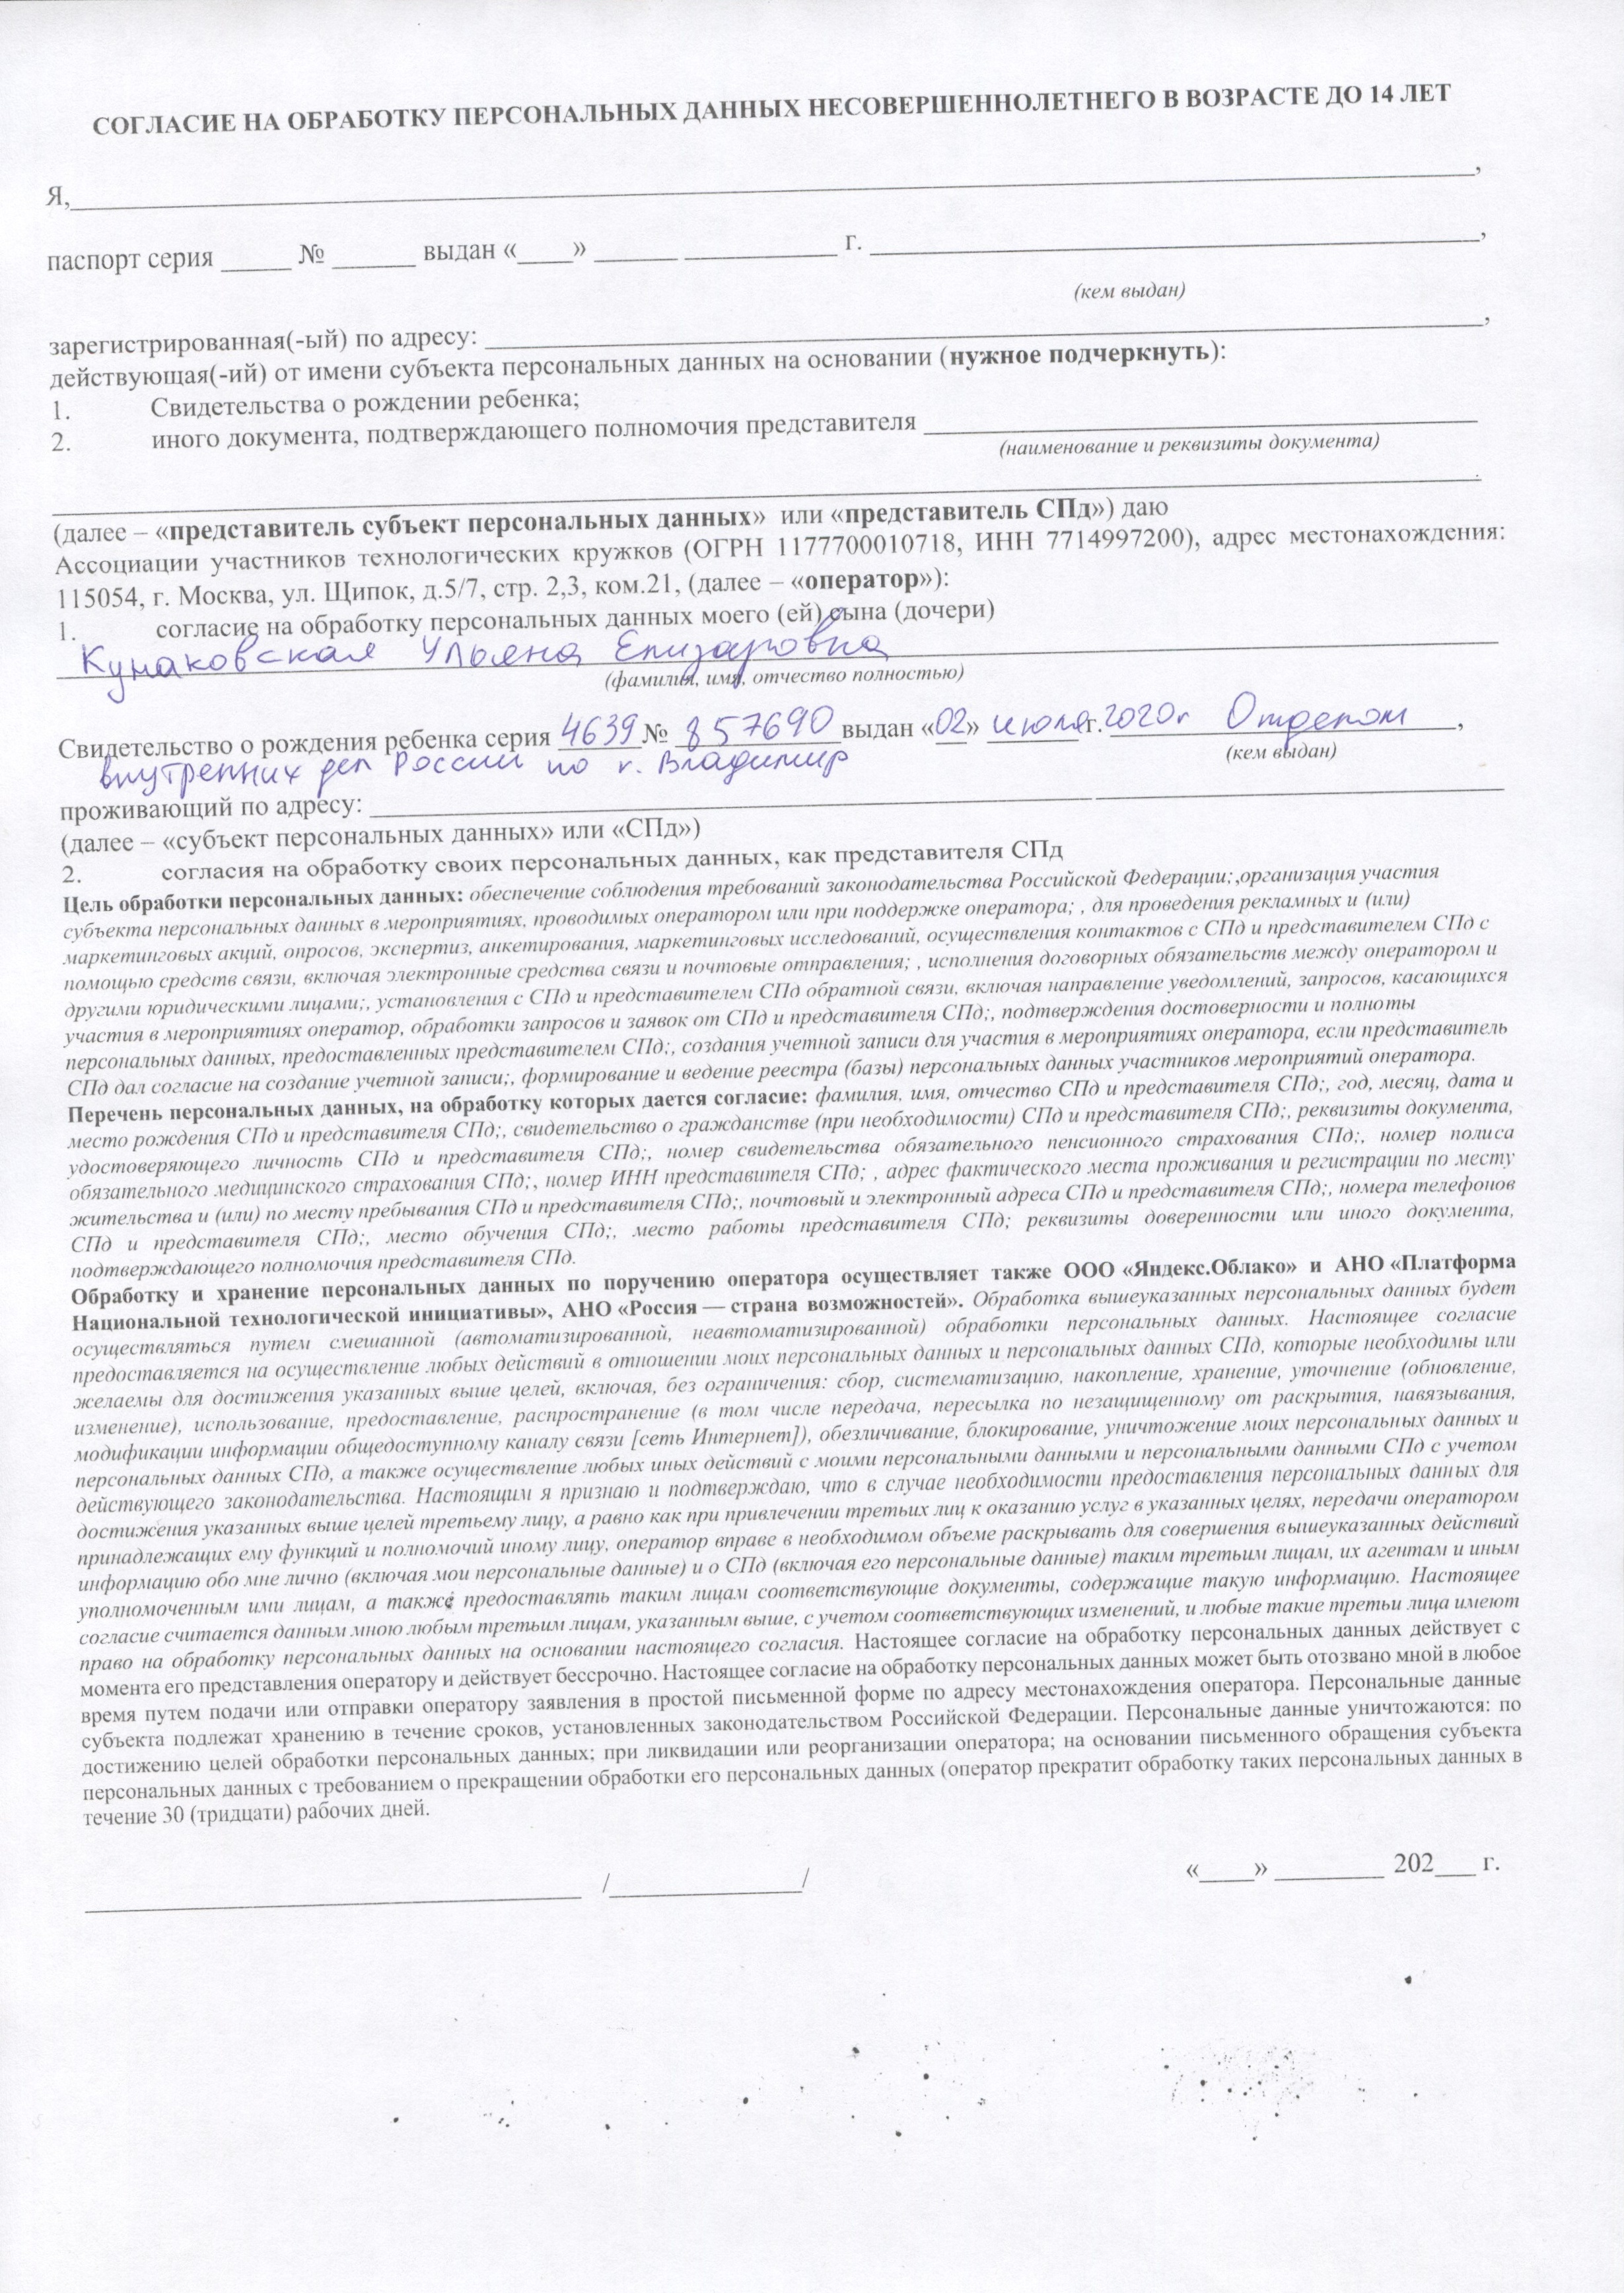 СОГЛАСИЕ НА ОБРАБОТКУ ПЕРСОНАЛЬНЫХ ДАННЫХ НЕСОВЕРШЕННОЛЕТНЕГО В ВОЗРАСТЕ ДО 14 ЛЕТ
Я,____,
паспорт серия _____ № ______ выдан «____» ______ ___________ г. ____,
(кем выдан)
зарегистрированная(-ый) по адресу: ____,
действующая(-ий) от имени субъекта персональных данных на основании (нужное подчеркнуть):
1. Свидетельства о рождении ребенка;
2. иного документа, подтверждающего полномочия представителя ____
(наименование и реквизиты документа)
____.
(далее – «представитель субъект персональных данных» или «представитель СПд») даю
Ассоциации участников технологических кружков (ОГРН 1177700010718, ИНН 7714997200), адрес местонахождения:
115054, г. Москва, ул. Щипок, д.5/7, стр. 2,3, ком.21, (далее – «оператор»):
1. согласие на обработку персональных данных моего (ей) сына (дочери)
Кунаковская Ульяна Елизаровна
(фамилия, имя, отчество полностью)
Свидетельство о рождения ребенка серия 4639 № 857690 выдан «02» июля г. 2020г Отделом,
(кем выдан)
внутренних дел России по г. Владимир
проживающий по адресу: ____
(далее – «субъект персональных данных» или «СПд»)
2. согласия на обработку своих персональных данных, как представителя СПд
Цель обработки персональных данных: обеспечение соблюдения требований законодательства Российской Федерации;,организация участия
субъекта персональных данных в мероприятиях, проводимых оператором или при поддержке оператора; , для проведения рекламных и (или)
маркетинговых акций, опросов, экспертиз, анкетирования, маркетинговых исследований, осуществления контактов с СПд и представителем СПд с
помощью средств связи, включая электронные средства связи и почтовые отправления; , исполнения договорных обязательств между оператором и
другими юридическими лицами;, установления с СПд и представителем СПд обратной связи, включая направление уведомлений, запросов, касающихся
участия в мероприятиях оператор, обработки запросов и заявок от СПд и представителя СПд;, подтверждения достоверности и полноты
персональных данных, предоставленных представителем СПд;, создания учетной записи для участия в мероприятиях оператора, если представитель
СПд дал согласие на создание учетной записи;, формирование и ведение реестра (базы) персональных данных участников мероприятий оператора.
Перечень персональных данных, на обработку которых дается согласие: фамилия, имя, отчество СПд и представителя СПд;, год, месяц, дата и
место рождения СПд и представителя СПд;, свидетельство о гражданстве (при необходимости) СПд и представителя СПд;, реквизиты документа,
удостоверяющего личность СПд и представителя СПд;, номер свидетельства обязательного пенсионного страхования СПд;, номер полиса
обязательного медицинского страхования СПд;, номер ИНН представителя СПд; , адрес фактического места проживания и регистрации по месту
жительства и (или) по месту пребывания СПд и представителя СПд;, почтовый и электронный адреса СПд и представителя СПд;, номера телефонов
СПд и представителя СПд;, место обучения СПд;, место работы представителя СПд; реквизиты доверенности или иного документа,
подтверждающего полномочия представителя СПд.
Обработку и хранение персональных данных по поручению оператора осуществляет также ООО «Яндекс.Облако» и АНО «Платформа
Национальной технологической инициативы», АНО «Россия — страна возможностей». Обработка вышеуказанных персональных данных будет
осуществляться путем смешанной (автоматизированной, неавтоматизированной) обработки персональных данных. Настоящее согласие
предоставляется на осуществление любых действий в отношении моих персональных данных и персональных данных СПд, которые необходимы или
желаемы для достижения указанных выше целей, включая, без ограничения: сбор, систематизацию, накопление, хранение, уточнение (обновление,
изменение), использование, предоставление, распространение (в том числе передача, пересылка по незащищенному от раскрытия, навязывания,
модификации информации общедоступному каналу связи [сеть Интернет]), обезличивание, блокирование, уничтожение моих персональных данных и
персональных данных СПд, а также осуществление любых иных действий с моими персональными данными и персональными данными СПд с учетом
действующего законодательства. Настоящим я признаю и подтверждаю, что в случае необходимости предоставления персональных данных для
достижения указанных выше целей третьему лицу, а равно как при привлечении третьих лиц к оказанию услуг в указанных целях, передачи оператором
принадлежащих ему функций и полномочий иному лицу, оператор вправе в необходимом объеме раскрывать для совершения вышеуказанных действий
информацию обо мне лично (включая мои персональные данные) и о СПд (включая его персональные данные) таким третьим лицам, их агентам и иным
уполномоченным ими лицам, а также предоставлять таким лицам соответствующие документы, содержащие такую информацию. Настоящее
согласие считается данным мною любым третьим лицам, указанным выше, с учетом соответствующих изменений, и любые такие третьи лица имеют
право на обработку персональных данных на основании настоящего согласия. Настоящее согласие на обработку персональных данных действует с
момента его представления оператору и действует бессрочно. Настоящее согласие на обработку персональных данных может быть отозвано мной в любое
время путем подачи или отправки оператору заявления в простой письменной форме по адресу местонахождения оператора. Персональные данные
субъекта подлежат хранению в течение сроков, установленных законодательством Российской Федерации. Персональные данные уничтожаются: по
достижению целей обработки персональных данных; при ликвидации или реорганизации оператора; на основании письменного обращения субъекта
персональных данных с требованием о прекращении обработки его персональных данных (оператор прекратит обработку таких персональных данных в
течение 30 (тридцати) рабочих дней.
____ /____/ «____» ________ 202___ г.